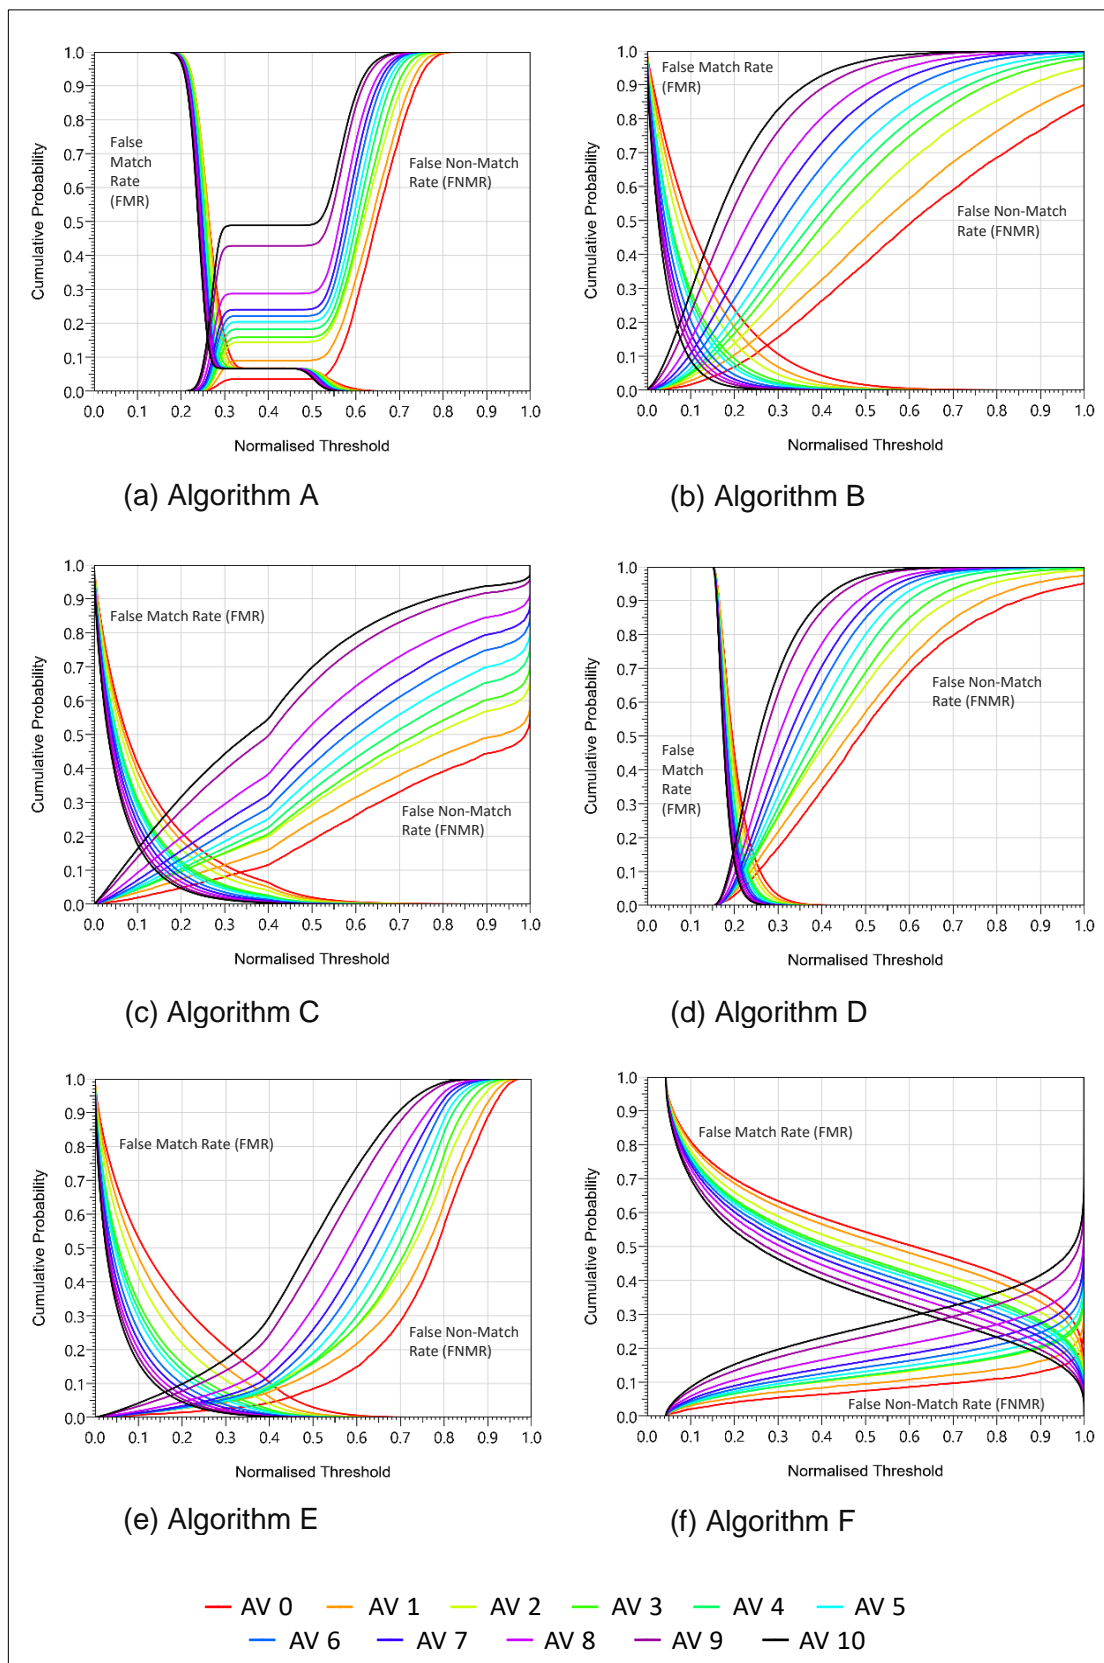 1.0
0.9
0.8
0.7
0.6
0.5
0.4
0.3
0.2
0.1
0.0
Cumulative Probability
False
Match
Rate
(FMR)
False Non-Match
Rate (FNMR)
0.0 0.1 0.2 0.3 0.4 0.5 0.6 0.7 0.8 0.9 1.0
Normalised Threshold
(a) Algorithm A
1.0
0.9
0.8
0.7
0.6
0.5
0.4
0.3
0.2
0.1
0.0
Cumulative Probability
False Match Rate
(FMR)
False Non-Match
Rate (FNMR)
0.0 0.1 0.2 0.3 0.4 0.5 0.6 0.7 0.8 0.9 1.0
Normalised Threshold
(b) Algorithm B
1.0
0.9
0.8
0.7
0.6
0.5
0.4
0.3
0.2
0.1
0.0
Cumulative Probability
False Match Rate (FMR)
False Non-Match
Rate (FNMR)
0.0 0.1 0.2 0.3 0.4 0.5 0.6 0.7 0.8 0.9 1.0
Normalised Threshold
(c) Algorithm C
1.0
0.9
0.8
0.7
0.6
0.5
0.4
0.3
0.2
0.1
0.0
Cumulative Probability
False
Match
Rate
(FMR)
False Non-Match
Rate (FNMR)
0.0 0.1 0.2 0.3 0.4 0.5 0.6 0.7 0.8 0.9 1.0
Normalised Threshold
(d) Algorithm D
1.0
0.9
0.8
0.7
0.6
0.5
0.4
0.3
0.2
0.1
0.0
Cumulative Probability
False Match Rate (FMR)
False Non-Match
Rate (FNMR)
0.0 0.1 0.2 0.3 0.4 0.5 0.6 0.7 0.8 0.9 1.0
Normalised Threshold
(e) Algorithm E
1.0
0.9
0.8
0.7
0.6
0.5
0.4
0.3
0.2
0.1
0.0
Cumulative Probability
False Match Rate (FMR)
False Non-Match Rate (FNMR)
0.0 0.1 0.2 0.3 0.4 0.5 0.6 0.7 0.8 0.9 1.0
Normalised Threshold
(f) Algorithm F
AV 0 AV 1 AV 2 AV 3 AV 4 AV 5
AV 6 AV 7 AV 8 AV 9 AV 10